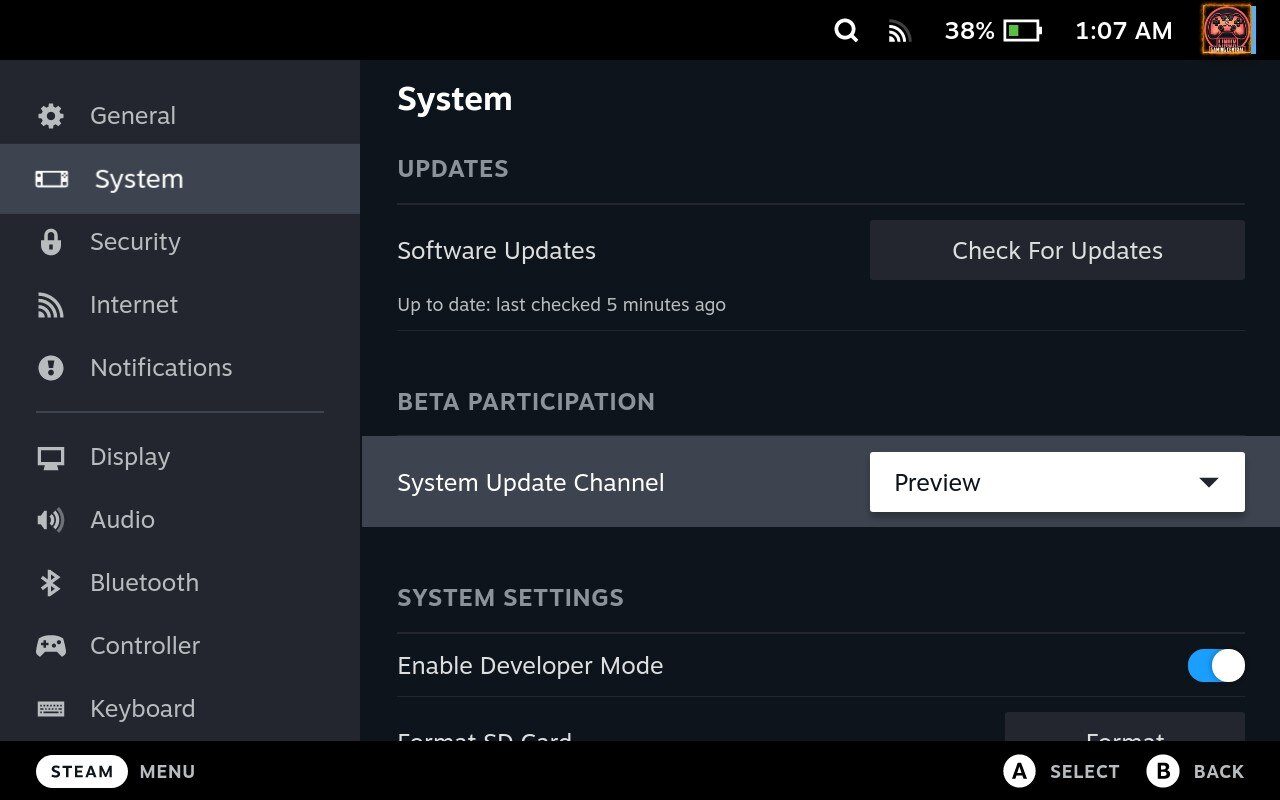 38% 1:07 AM
General
System
Security
Internet
Notifications
Display
Audio
Bluetooth
Controller
Keyboard
System
UPDATES
Software Updates
Check For Updates
Up to date: last checked 5 minutes ago
BETA PARTICIPATION
System Update Channel
Preview
SYSTEM SETTINGS
Enable Developer Mode
Format SD Card
Format
STEAM MENU
A SELECT B BACK